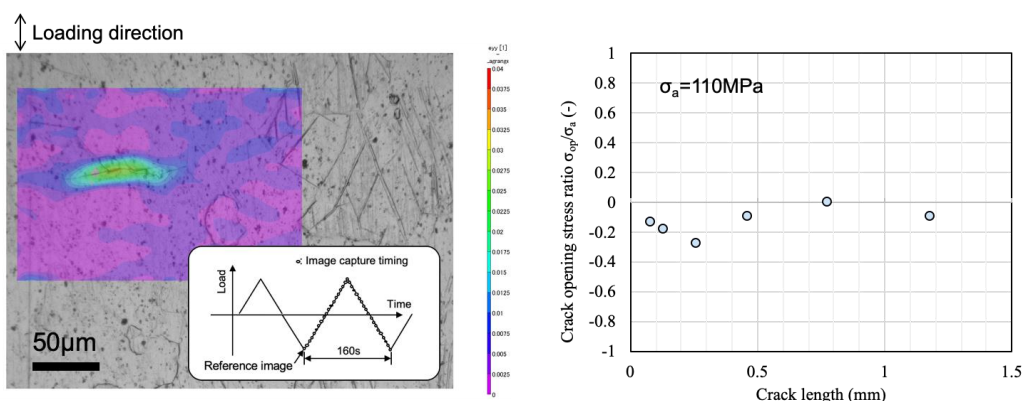 Loading direction
eyy [1]
0.04
0.0375
0.035
0.0325
0.03
0.0275
0.025
0.0225
0.02
0.0175
0.015
0.0125
0.01
0.0075
0.005
0.0025
0
50μm
Load
: Image capture timing
Time
160s
Reference image
σa=110MPa
Crack opening stress ratio σop/σa (-)
1
0.8
0.6
0.4
0.2
0
-0.2
-0.4
-0.6
-0.8
-1
0
0.5
1
1.5
Crack length (mm)